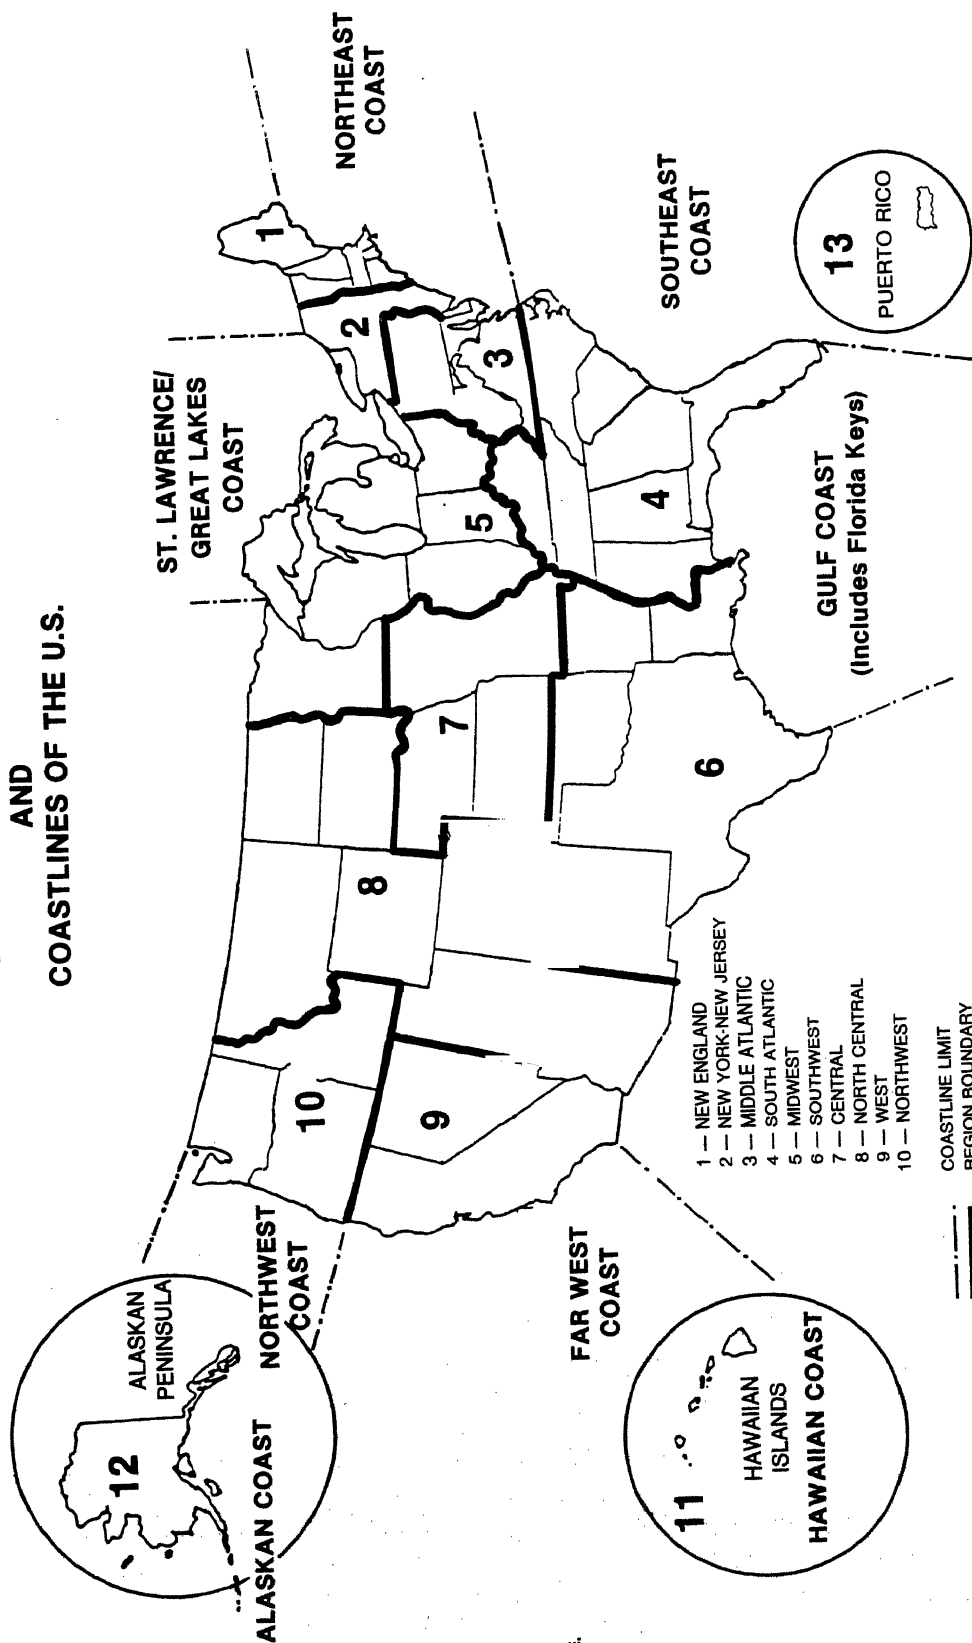 AND
COASTLINES OF THE U.S.
ST. LAWRENCE/
GREAT LAKES
COAST
NORTHEAST
COAST
SOUTHEAST
COAST
GULF COAST
(Includes Florida Keys)
NORTHWEST
COAST
FAR WEST
COAST
12
ALASKAN
PENINSULA
ALASKAN COAST
11
HAWAIIAN
ISLANDS
HAWAIIAN COAST
13
PUERTO RICO
1
2
3
4
5
6
7
8
9
10
1 — NEW ENGLAND
2 — NEW YORK-NEW JERSEY
3 — MIDDLE ATLANTIC
4 — SOUTH ATLANTIC
5 — MIDWEST
6 — SOUTHWEST
7 — CENTRAL
8 — NORTH CENTRAL
9 — WEST
10 — NORTHWEST
COASTLINE LIMIT
REGION BOUNDARY